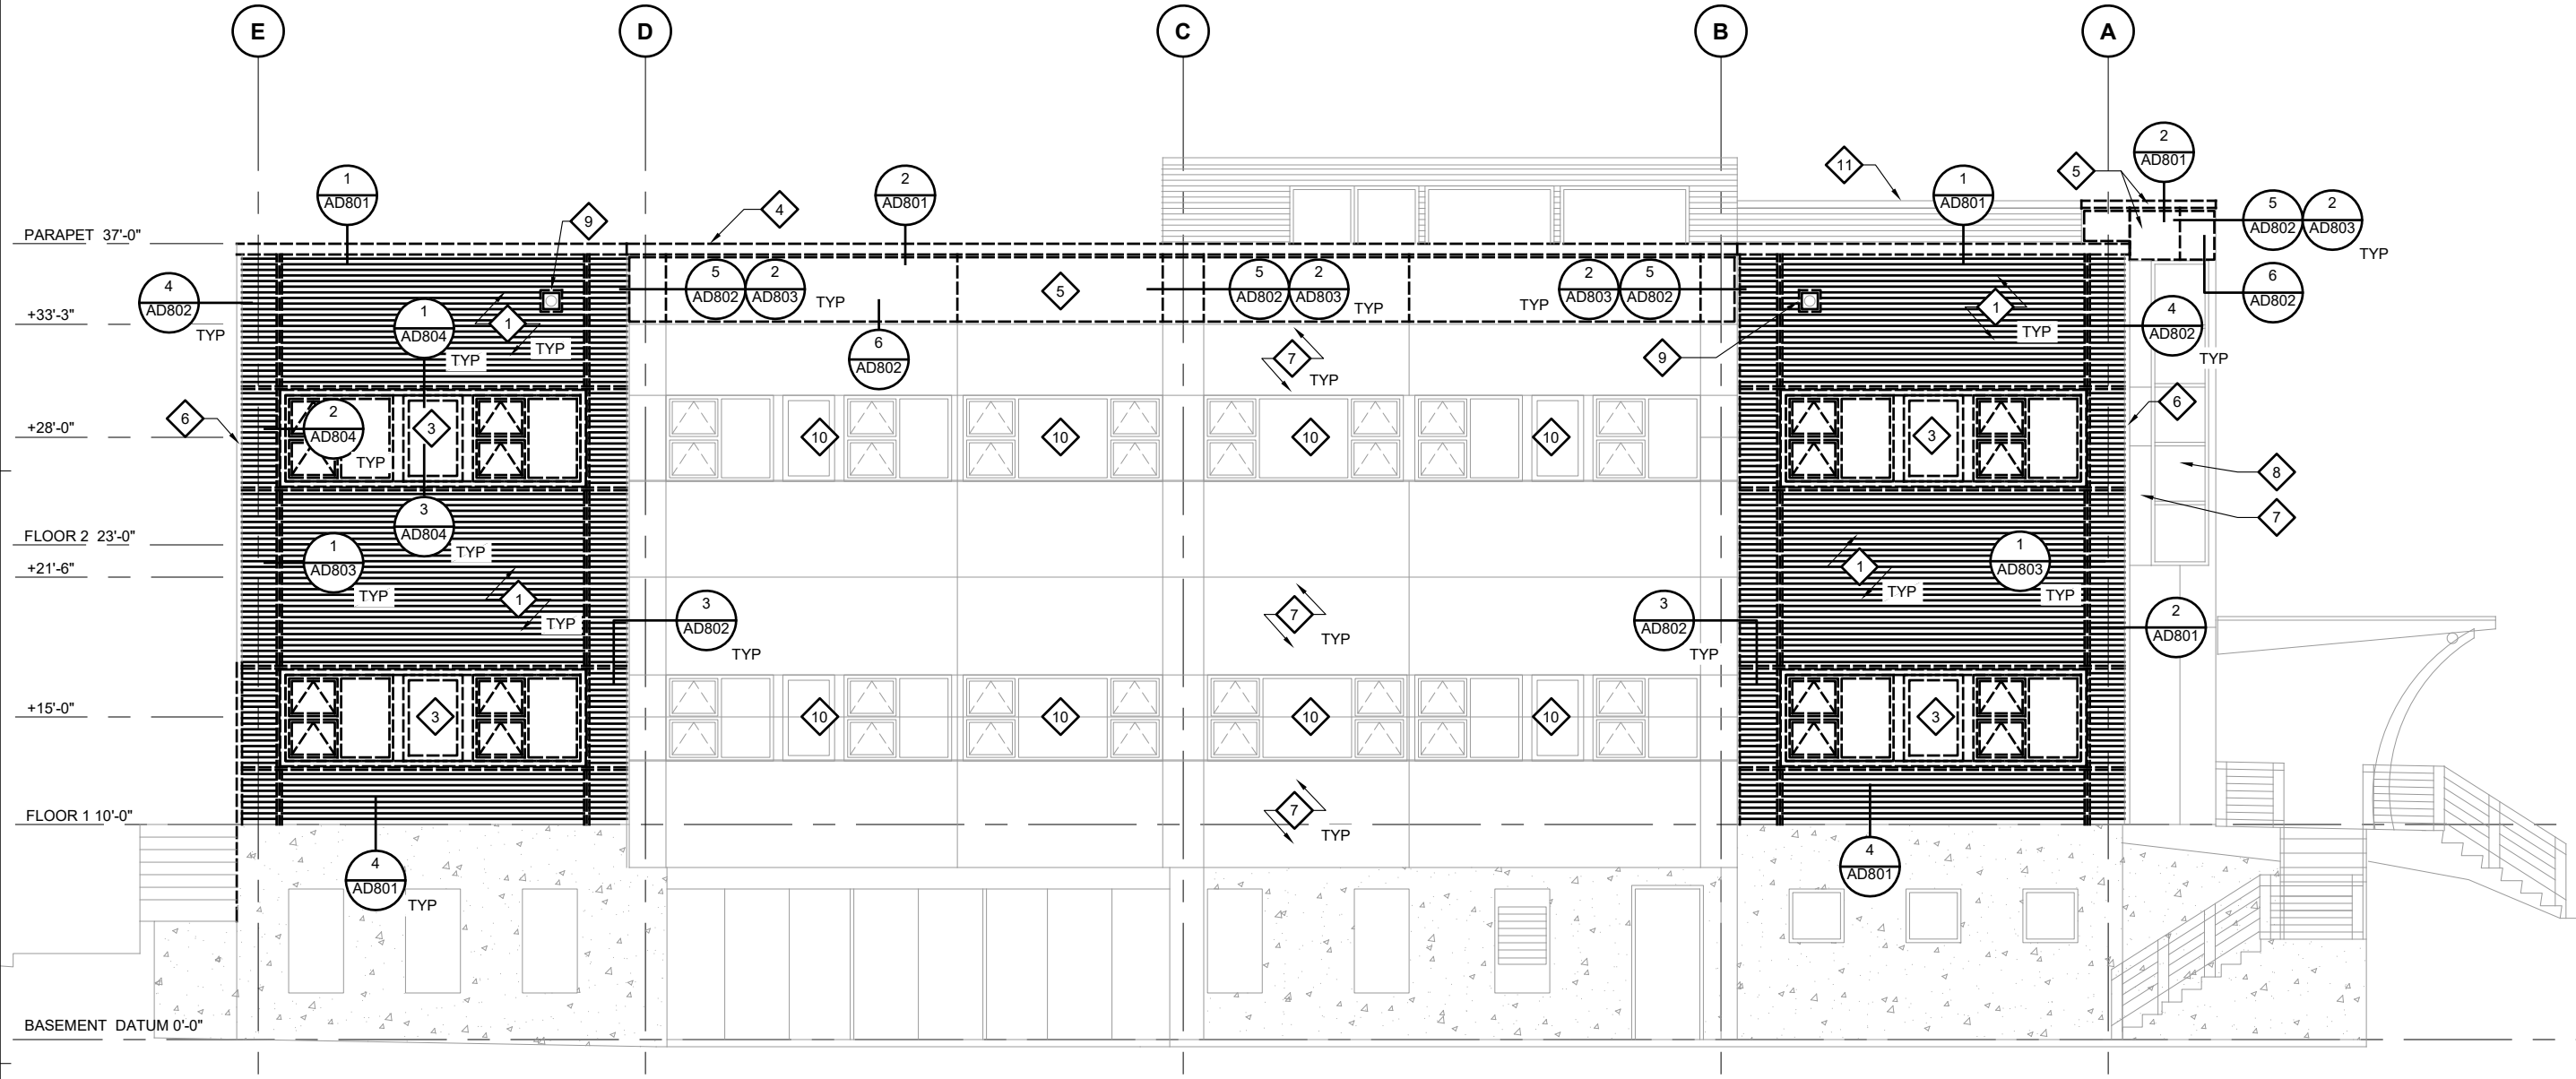 E
D
C
B
A
2
AD801
11
5
1
AD801
2
AD801
1
AD801
4
9
5
AD802
2
AD803
TYP
PARAPET 37'-0"
4
AD802
TYP
5
AD802
2
AD803
TYP
5
5
AD802
2
AD803
TYP
TYP
2
AD803
5
AD802
6
AD802
+33'-3"
1
AD804
TYP
1
TYP
6
AD802
7
TYP
9
1
TYP
4
AD802
TYP
6
2
AD804
TYP
3
10
10
10
10
3
6
+28'-0"
8
7
3
AD804
TYP
FLOOR 2 23'-0"
1
AD803
TYP
1
TYP
1
TYP
1
AD803
TYP
+21'-6"
3
AD802
TYP
7
TYP
3
AD802
TYP
2
AD801
+15'-0"
3
10
10
10
10
3
FLOOR 1 10'-0"
7
TYP
4
AD801
TYP
4
AD801
BASEMENT DATUM 0'-0"